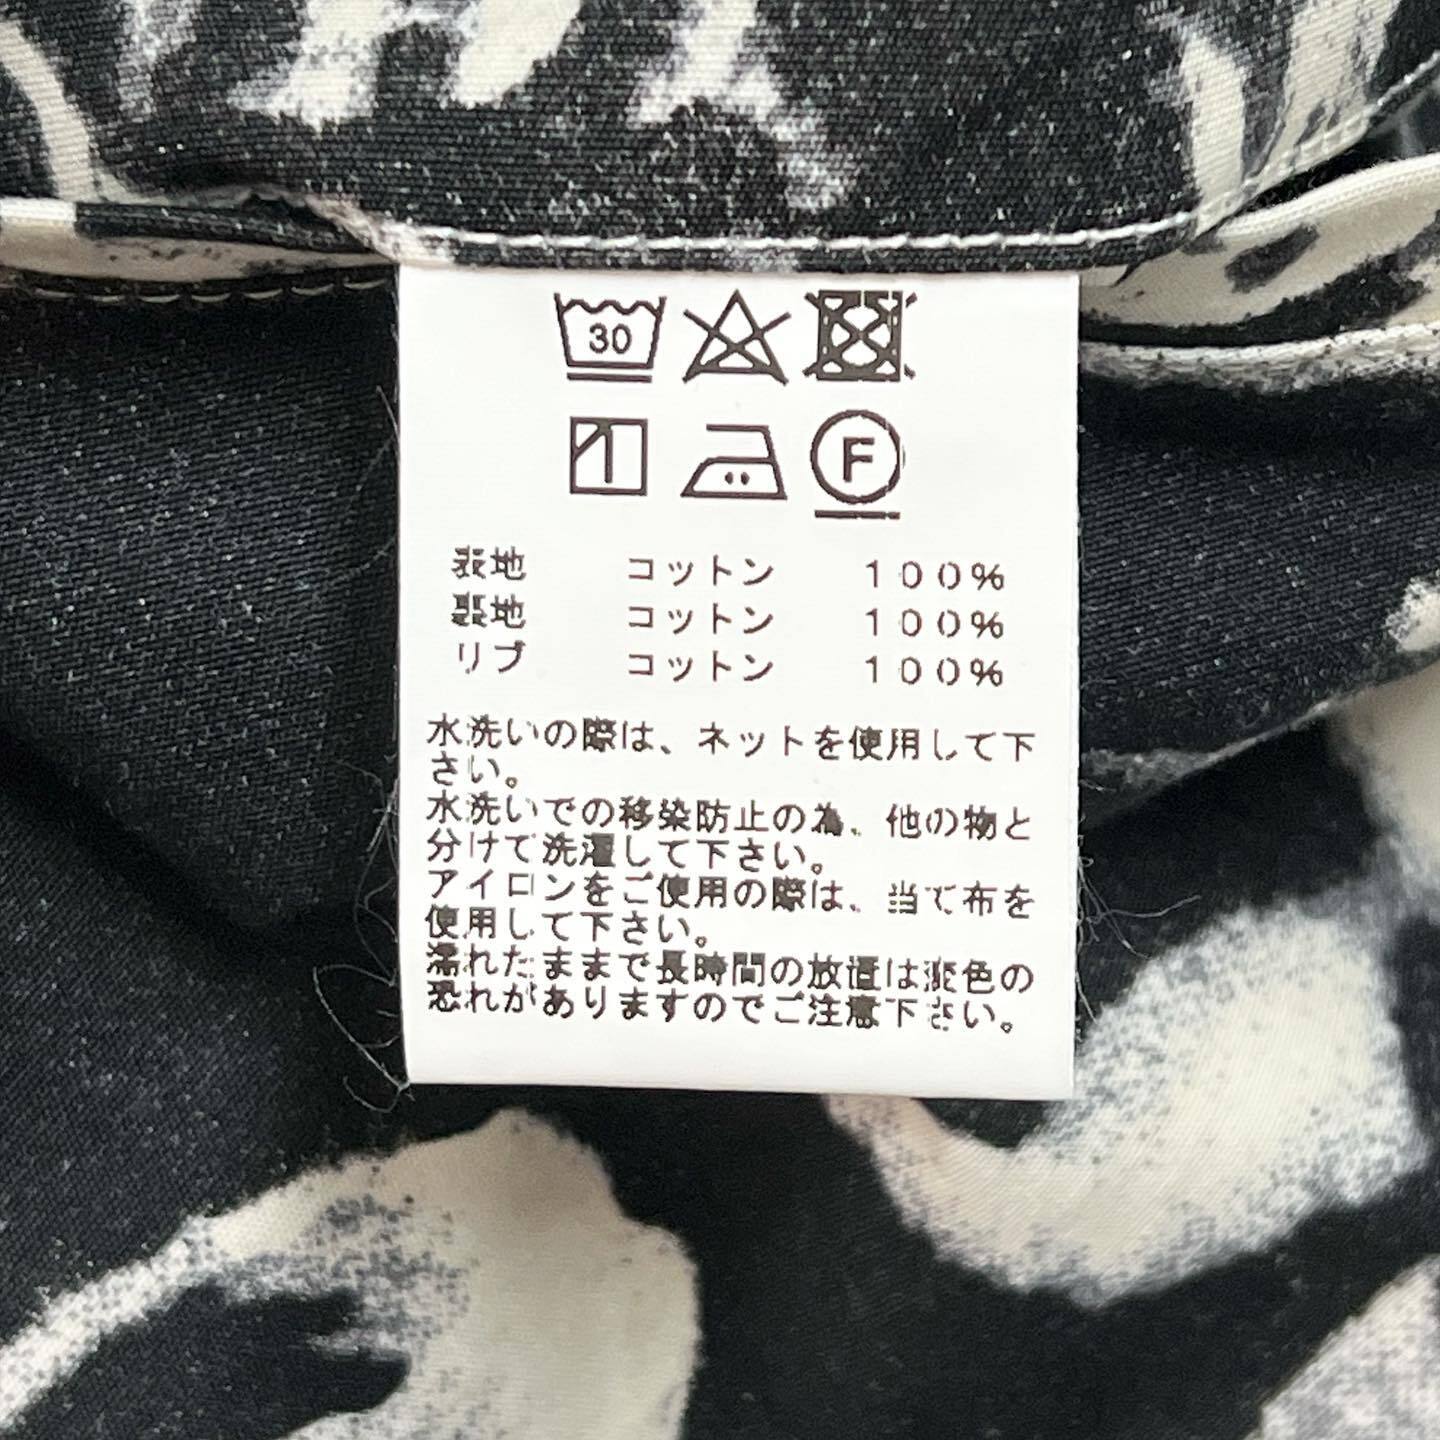 30
F
表地 コットン 100%
裏地 コットン 100%
リブ コットン 100%
水洗いの際は、ネットを使用して下
さい。
水洗いでの移染防止の為、他の物と
分けて洗濯して下さい。
アイロンをご使用の際は、当て布を
使用して下さい。
濡れたままで長時間の放置は変色の
恐れがありますのでご注意下さい。